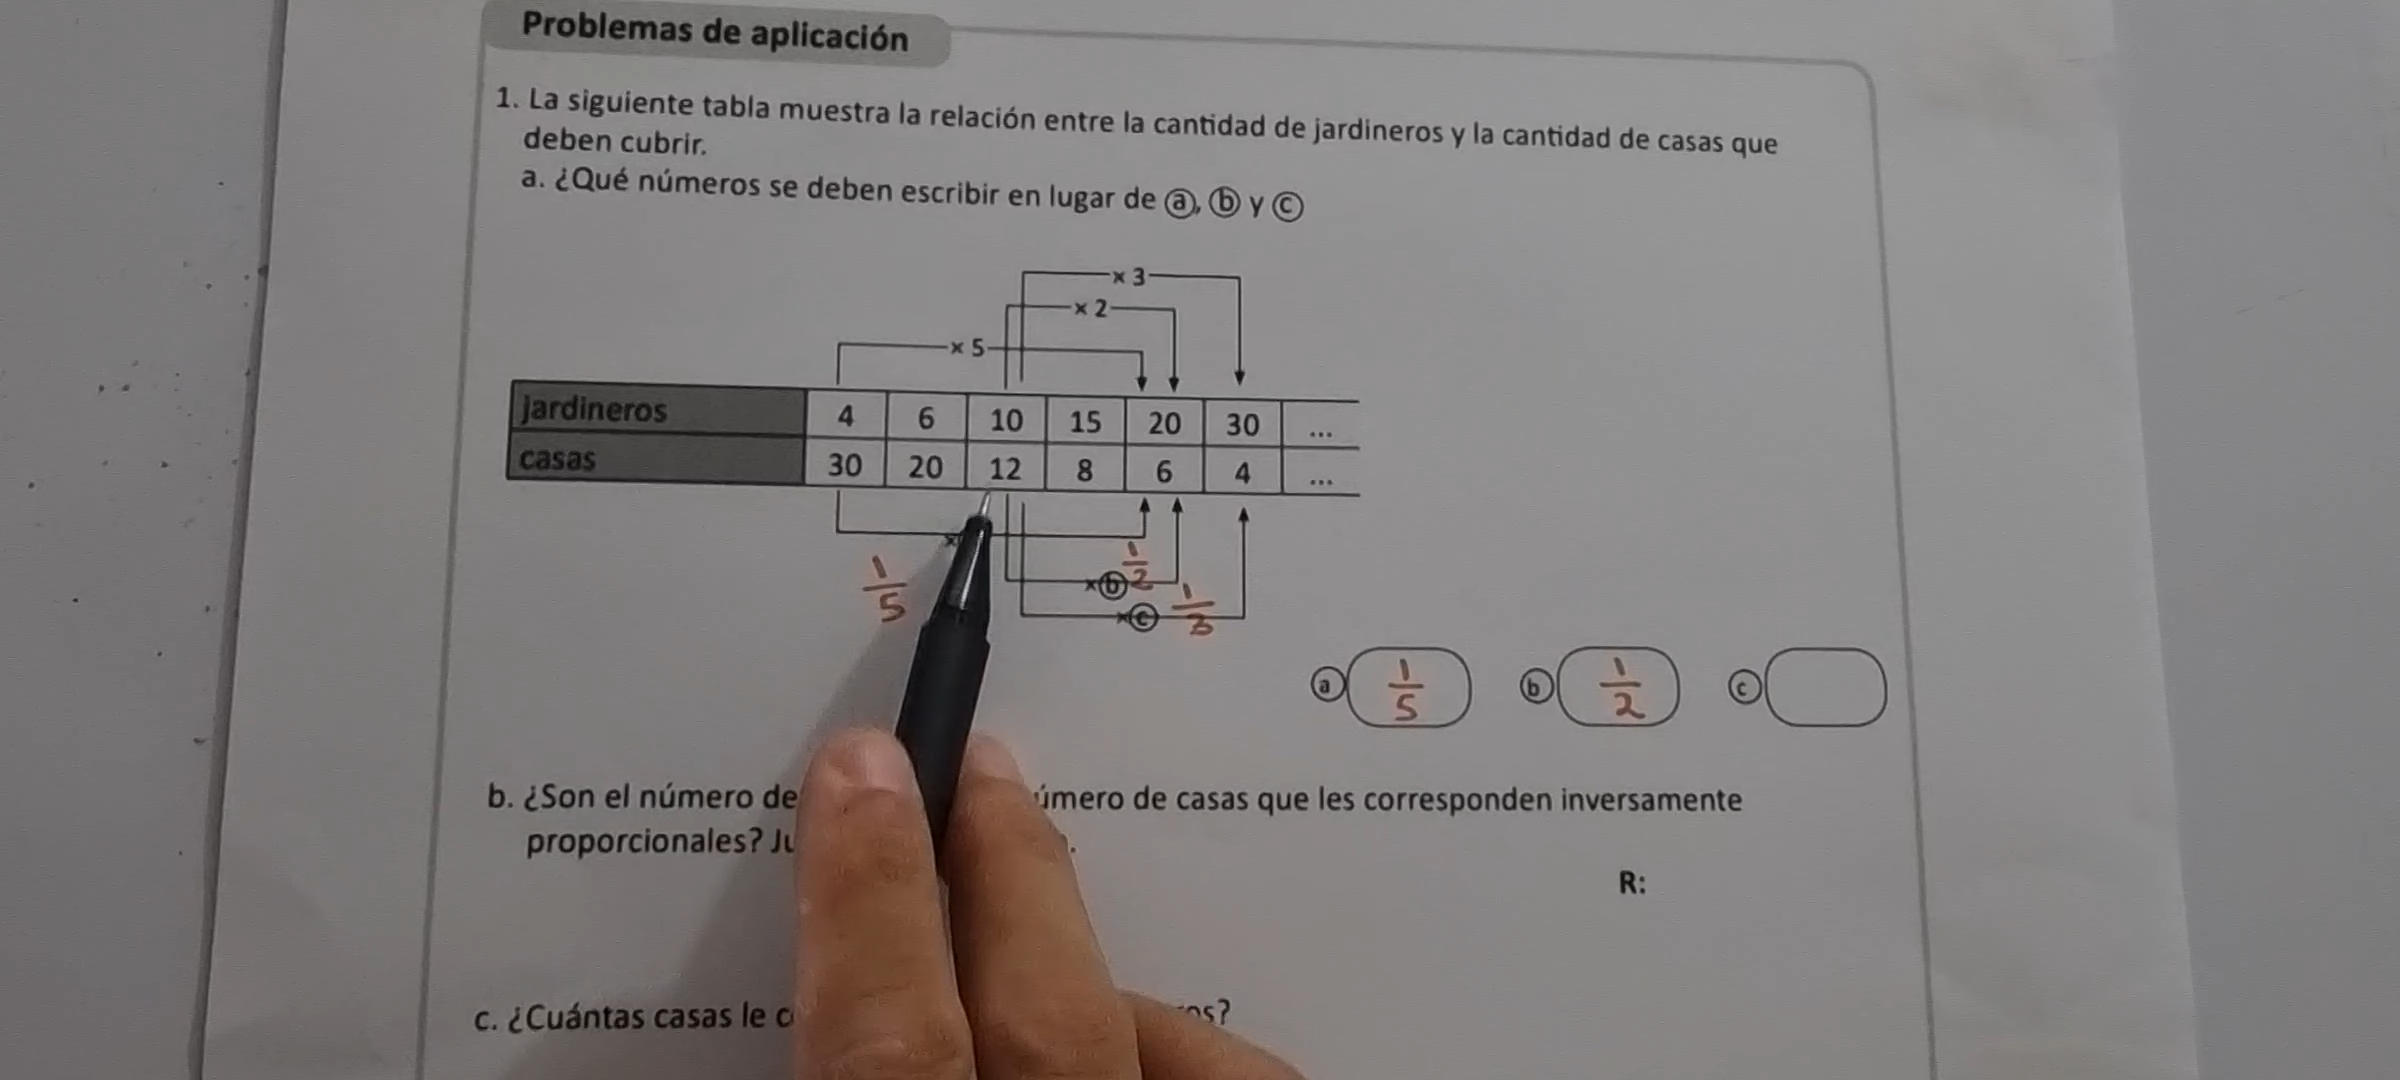 Problemas de aplicación
1. La siguiente tabla muestra la relación entre la cantidad de jardineros y la cantidad de casas que
deben cubrir.
a. ¿Qué números se deben escribir en lugar de ⓐ, ⓑ y ⓒ
× 3
× 2
× 5
jardineros 4 6 10 15 20 30 ...
casas 30 20 12 8 6 4 ...
×
1/5
×ⓑ 1/2
×ⓒ 1/3
ⓐ 1/5 ⓑ 1/2 ⓒ
b. ¿Son el número de úmero de casas que les corresponden inversamente
proporcionales?
R:
c. ¿Cuántas casas le